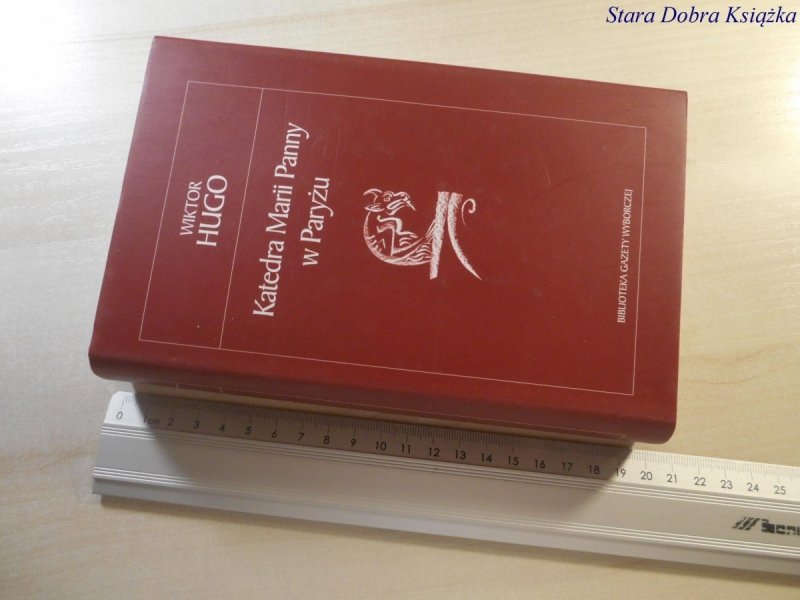 Stara Dobra Książka
WIKTOR
HUGO
Katedra Marii Panny
w Paryżu
BIBLIOTEKA GAZETY WYBORCZEJ
0 1cm 2 3 4 5 6 7 8 9 10 11 12 13 14 15 16 17 18 19 20 21 22 23 24 25